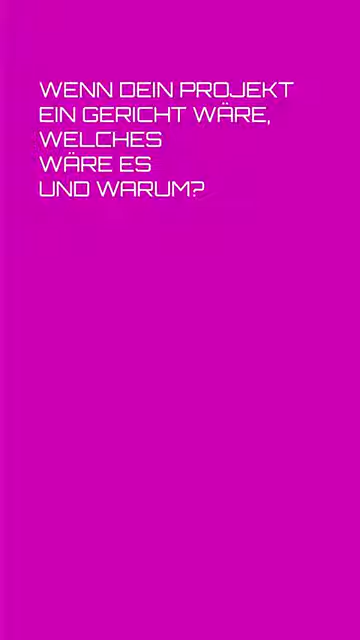 WENN DEIN PROJEKT
EIN GERICHT WÄRE,
WELCHES
WÄRE ES
UND WARUM?